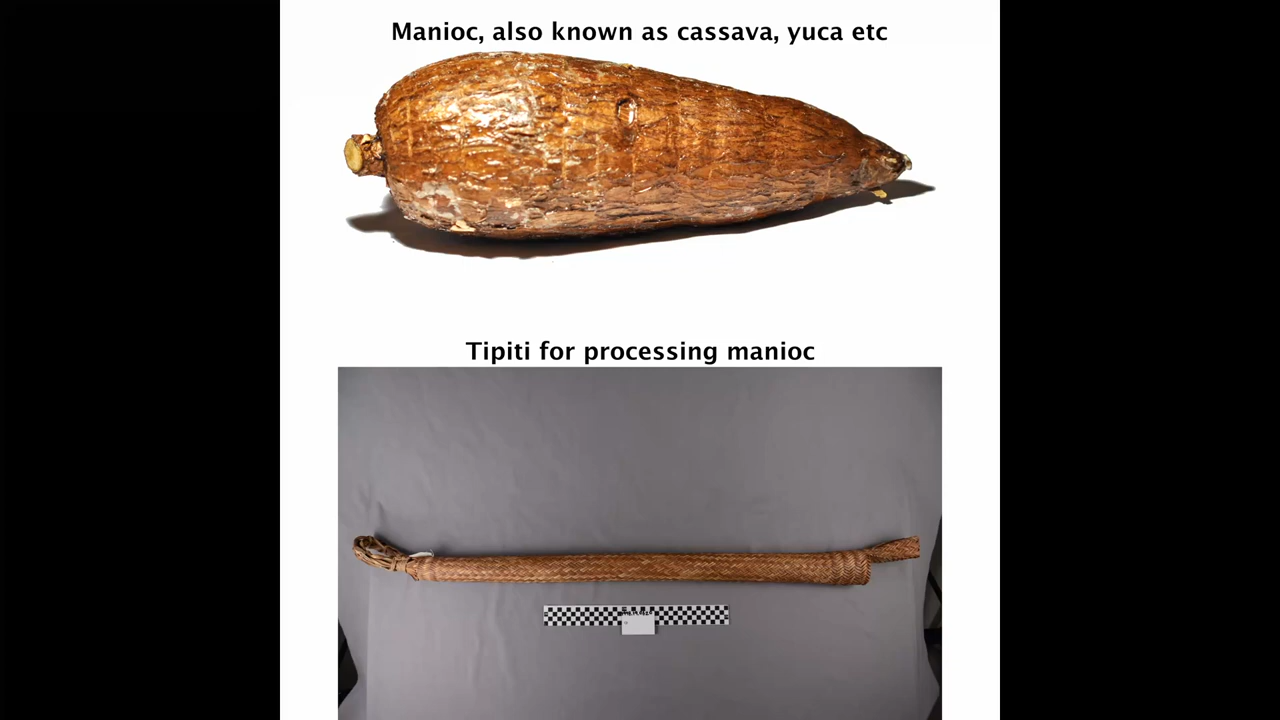 Manioc, also known as cassava, yuca etc
Tipiti for processing manioc